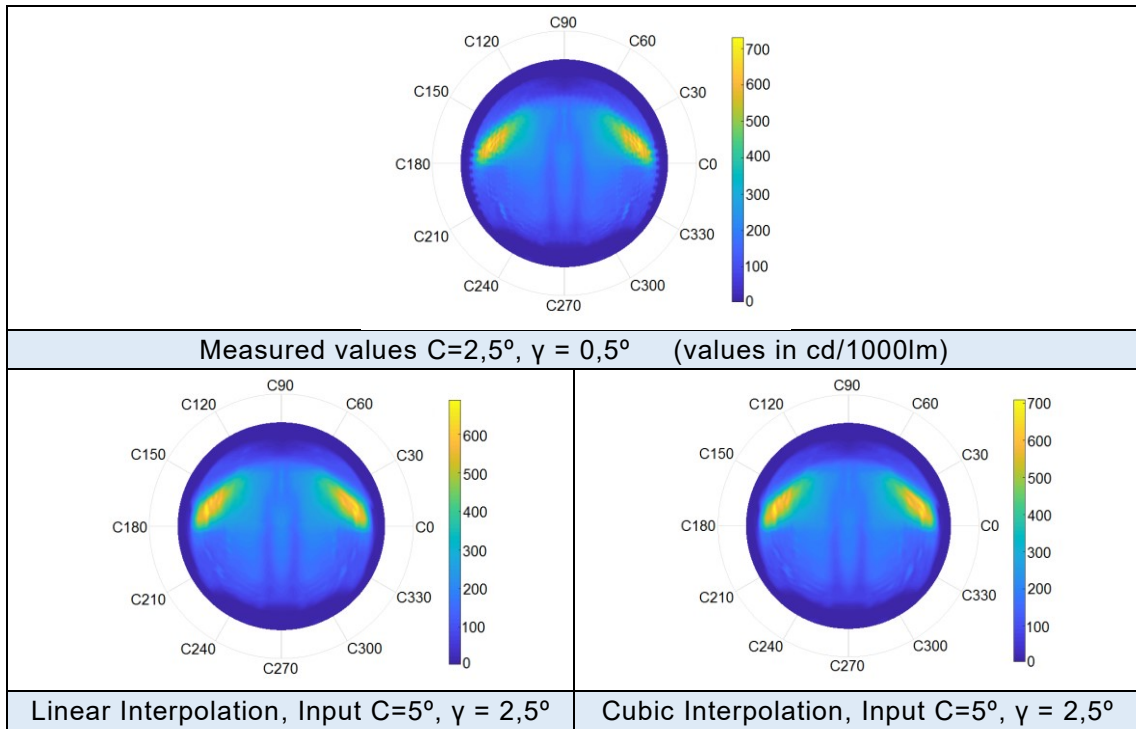 C90
C120
C60
C150
C30
C180
C0
C210
C330
C240
C300
C270
700
600
500
400
300
200
100
0
Measured values C=2,5º, γ = 0,5º (values in cd/1000lm)
C90
C120
C60
C150
C30
C180
C0
C210
C330
C240
C300
C270
600
500
400
300
200
100
0
C90
C120
C60
C150
C30
C180
C0
C210
C330
C240
C300
C270
700
600
500
400
300
200
100
0
Linear Interpolation, Input C=5º, γ = 2,5º
Cubic Interpolation, Input C=5º, γ = 2,5º